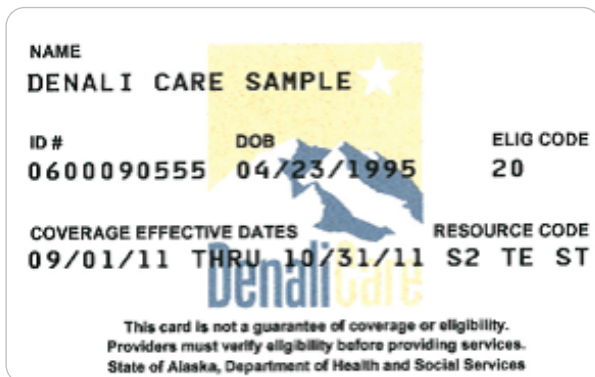 NAME
DENALI CARE SAMPLE
ID # DOB ELIG CODE
0600090555 04/23/1995 20
COVERAGE EFFECTIVE DATES RESOURCE CODE
09/01/11 THRU 10/31/11 S2 TE ST
DenaliCare
This card is not a guarantee of coverage or eligibility.
Providers must verify eligibility before providing services.
State of Alaska, Department of Health and Social Services